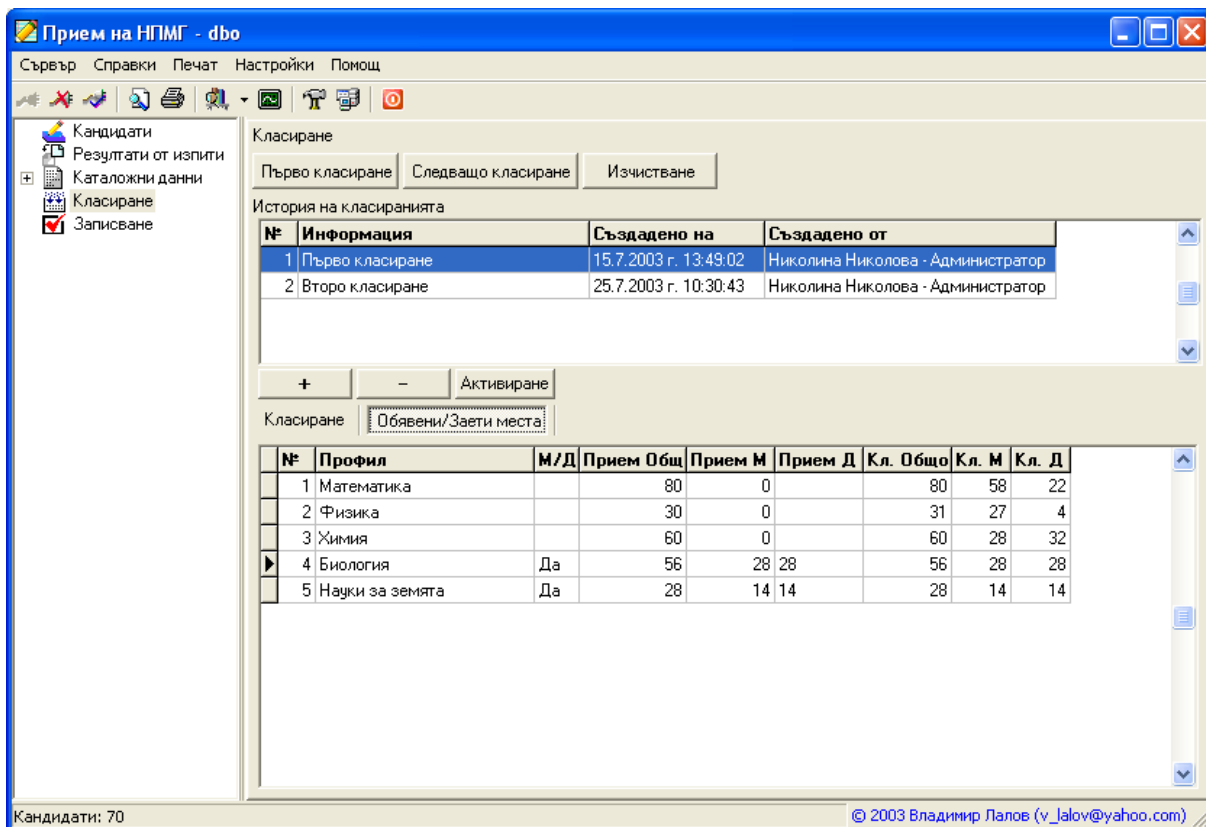 Прием на НПМГ - dbo
Сървър Справки Печат Настройки Помощ
Кандидати
Резултати от изпити
Каталожни данни
Класиране
Записване
Класиране
Първо класиране Следващо класиране Изчистване
История на класиранията
№ Информация Създадено на Създадено от
1 Първо класиране 15.7.2003 г. 13:49:02 Николина Николова - Администратор
2 Второ класиране 25.7.2003 г. 10:30:43 Николина Николова - Администратор
+ - Активиране
Класиране Обявени/Заети места
№ Профил М/Д Прием Общ Прием М Прием Д Кл. Общо Кл. М Кл. Д
1 Математика 80 0 80 58 22
2 Физика 30 0 31 27 4
3 Химия 60 0 60 28 32
4 Биология Да 56 28 28 56 28 28
5 Науки за земята Да 28 14 14 28 14 14
Кандидати: 70 © 2003 Владимир Лалов (v_lalov@yahoo.com)